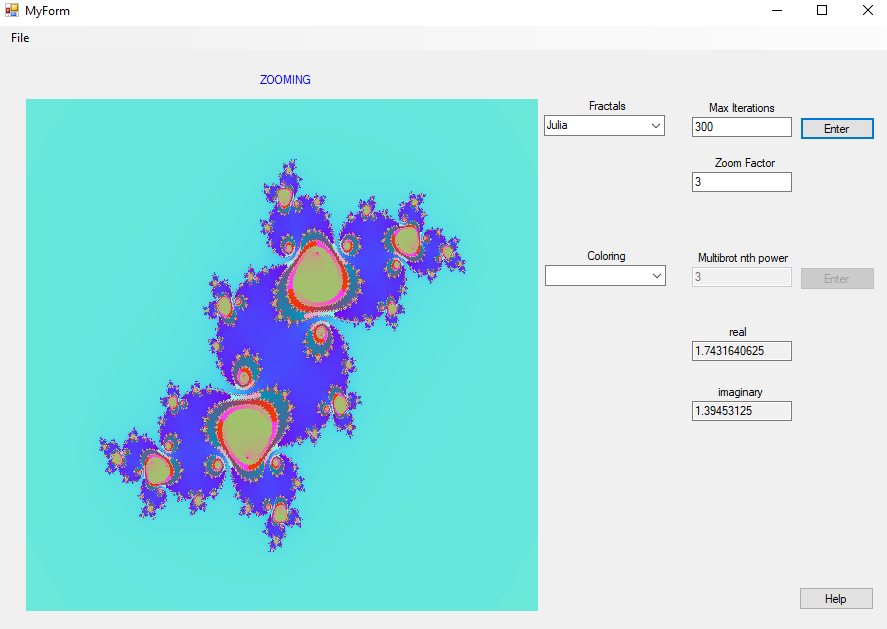 MyForm
File
ZOOMING
Fractals
Julia
Max Iterations
300
Enter
Zoom Factor
3
Coloring
Multibrot nth power
3
Enter
real
1.7431640625
imaginary
1.39453125
Help